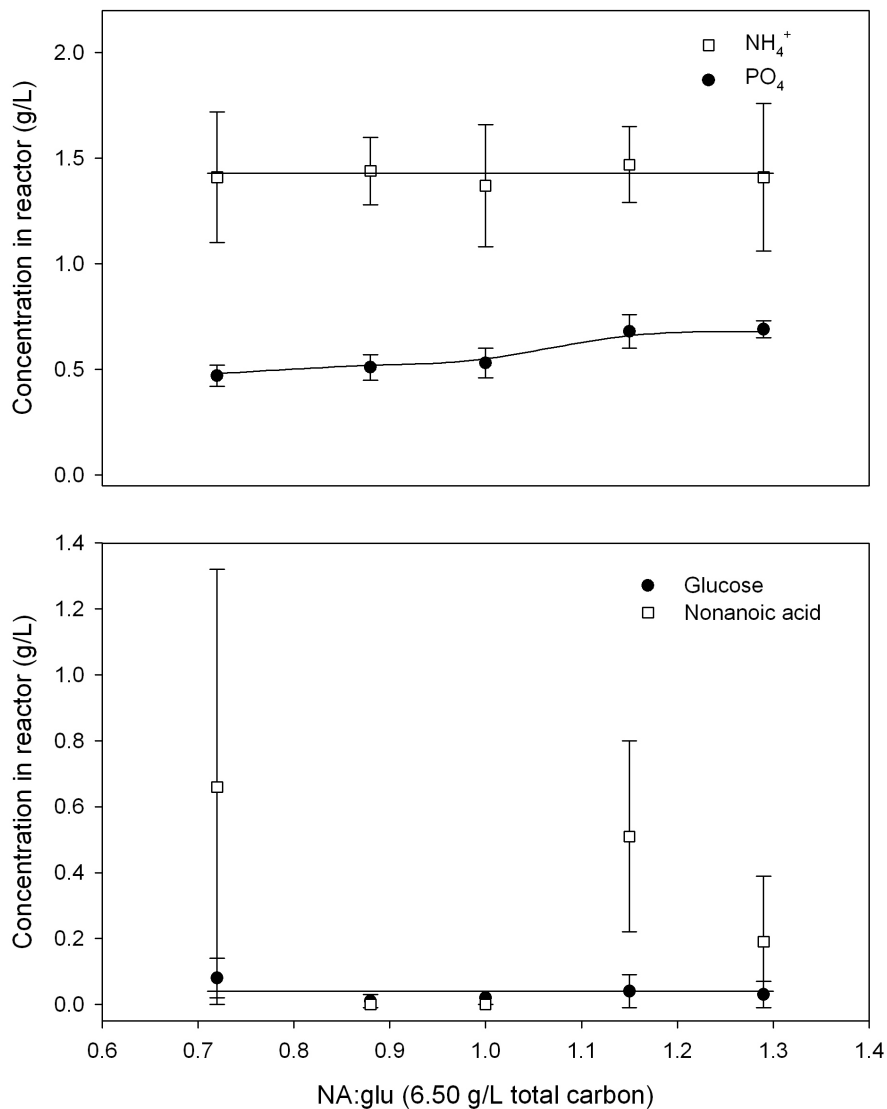 Concentration in reactor (g/L)
2.0
1.5
1.0
0.5
0.0
NH₄⁺
PO₄
Concentration in reactor (g/L)
1.4
1.2
1.0
0.8
0.6
0.4
0.2
0.0
Glucose
Nonanoic acid
0.6 0.7 0.8 0.9 1.0 1.1 1.2 1.3 1.4
NA:glu (6.50 g/L total carbon)